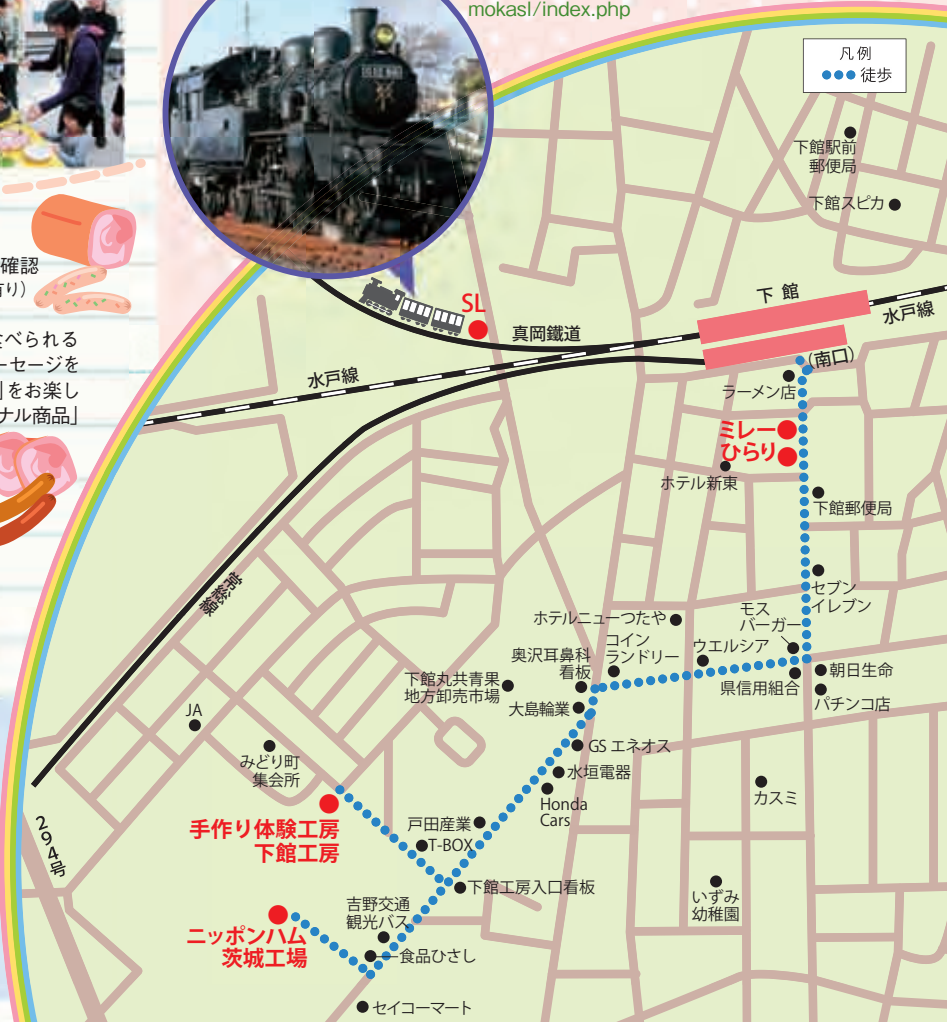 mokasl/index.php
凡例
徒歩
確認
有り）
食べられる
ーセージを
」をお楽し
ナル商品」
下館駅前
郵便局
下館スピカ
下館
水戸線
SL
真岡鐵道
水戸線
（南口）
ラーメン店
ミレー
ひらり
ホテル新東
下館郵便局
常総線
セブン
イレブン
モス
バーガー
ホテルニューつたや
コイン
ランドリー
ウエルシア
奥沢耳鼻科
看板
朝日生命
県信用組合
パチンコ店
下館丸共青果
地方卸売市場
大島輪業
JA
GS エネオス
みどり町
集会所
水垣電器
カスミ
Honda
Cars
294号
手作り体験工房
下館工房
戸田産業
T-BOX
下館工房入口看板
いずみ
幼稚園
吉野交通
観光バス
ニッポンハム
茨城工場
食品ひさし
セイコーマート